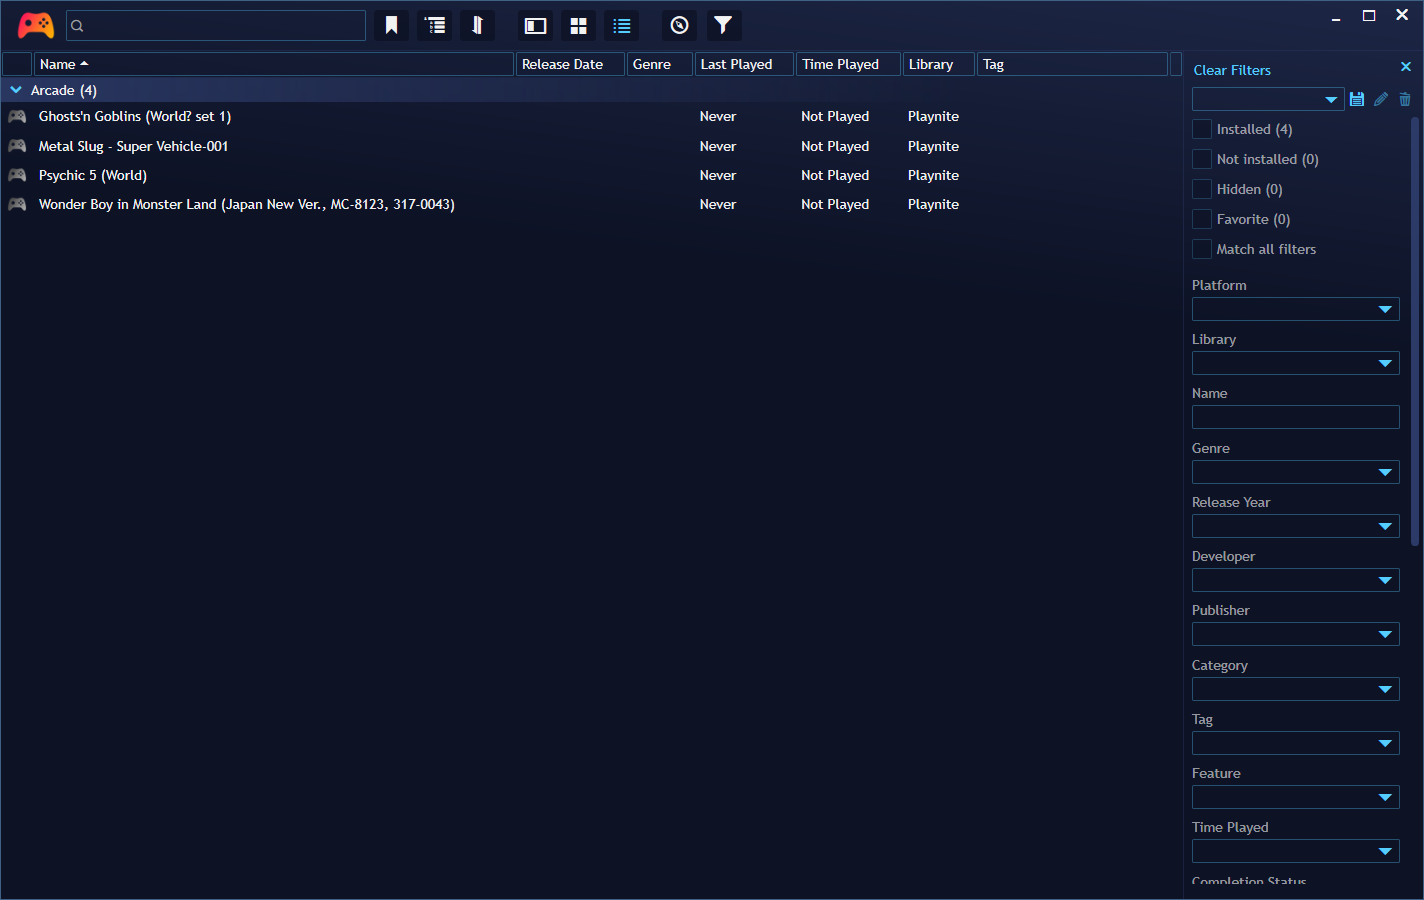 Name Release Date Genre Last Played Time Played Library Tag
Arcade (4)
Ghosts'n Goblins (World? set 1) Never Not Played Playnite
Metal Slug - Super Vehicle-001 Never Not Played Playnite
Psychic 5 (World) Never Not Played Playnite
Wonder Boy in Monster Land (Japan New Ver., MC-8123, 317-0043) Never Not Played Playnite
Clear Filters
Installed (4)
Not installed (0)
Hidden (0)
Favorite (0)
Match all filters
Platform
Library
Name
Genre
Release Year
Developer
Publisher
Category
Tag
Feature
Time Played
Completion Status